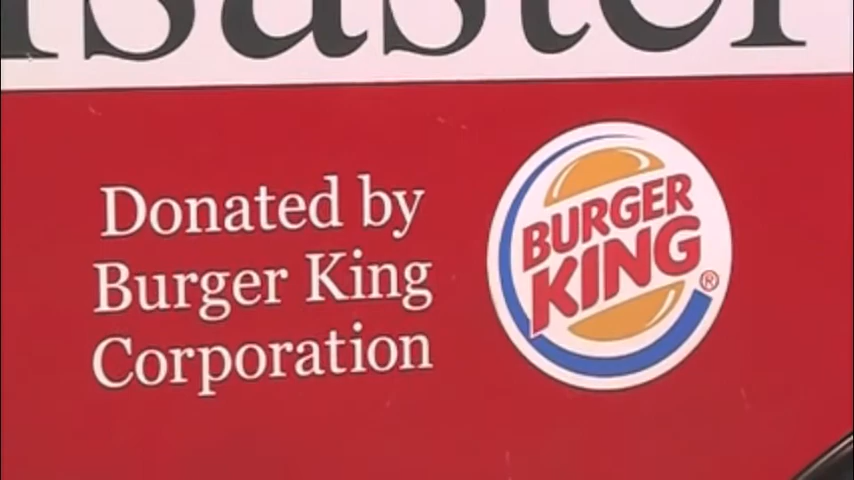 Donated by
Burger King
Corporation
BURGER
KING
®